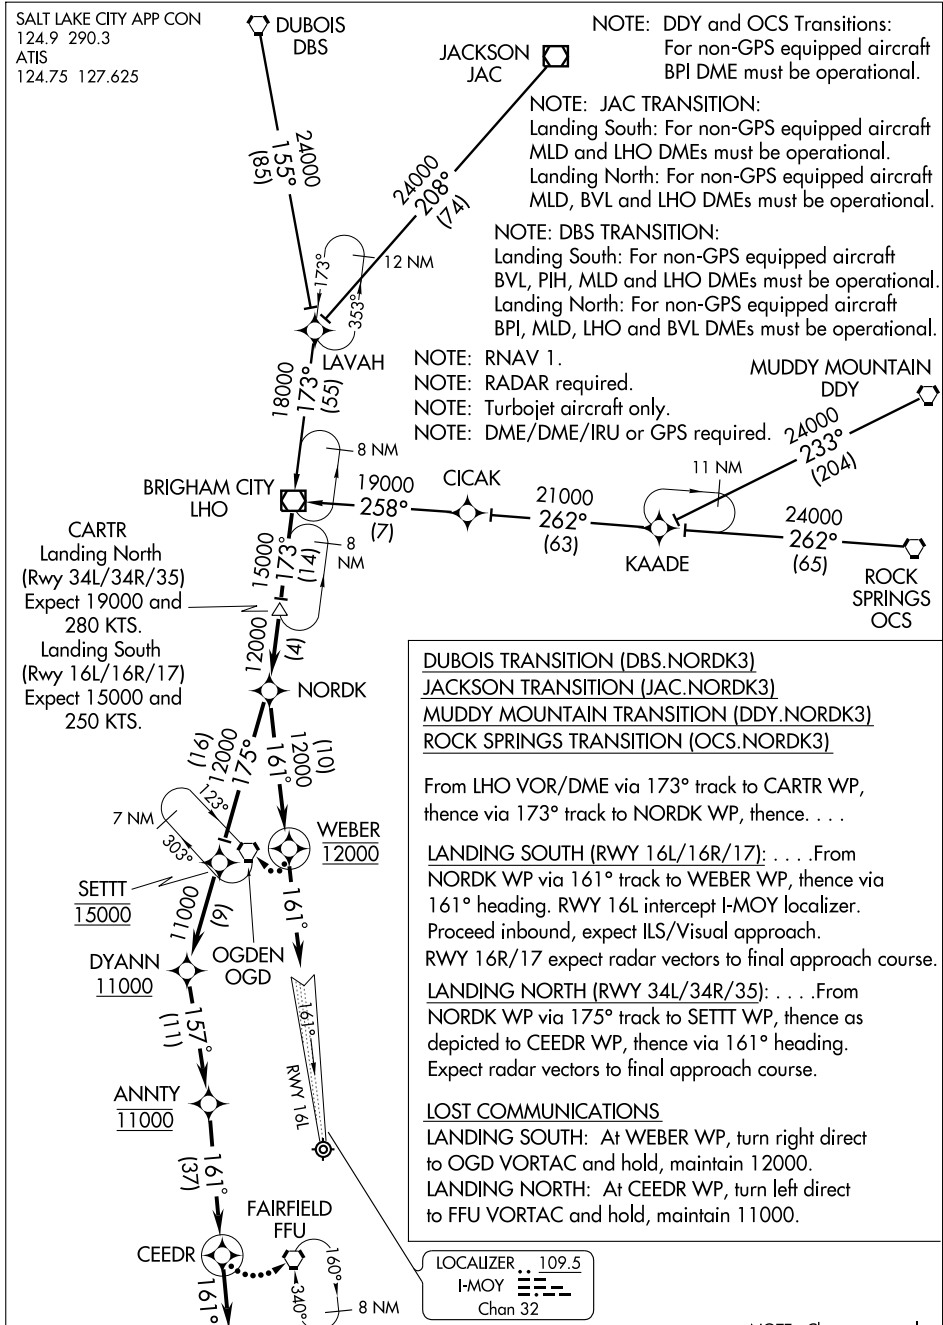 SALT LAKE CITY APP CON
124.9 290.3
ATIS
124.75 127.625
DUBOIS
DBS
JACKSON
JAC
NOTE: DDY and OCS Transitions:
For non-GPS equipped aircraft
BPI DME must be operational.
NOTE: JAC TRANSITION:
Landing South: For non-GPS equipped aircraft
MLD and LHO DMEs must be operational.
Landing North: For non-GPS equipped aircraft
MLD, BVL and LHO DMEs must be operational.
NOTE: DBS TRANSITION:
Landing South: For non-GPS equipped aircraft
BVL, PIH, MLD and LHO DMEs must be operational.
Landing North: For non-GPS equipped aircraft
BPI, MLD, LHO and BVL DMEs must be operational.
NOTE: RNAV 1.
NOTE: RADAR required.
NOTE: Turbojet aircraft only.
NOTE: DME/DME/IRU or GPS required.
24000
155°
(85)
24000
208°
(74)
12 NM
173°
353°
LAVAH
18000
173°
(55)
MUDDY MOUNTAIN
DDY
24000
233°
(204)
11 NM
8 NM
BRIGHAM CITY
LHO
CICAK
19000
258°
(7)
21000
262°
(63)
KAADE
24000
262°
(65)
ROCK
SPRINGS
OCS
CARTR
Landing North
(Rwy 34L/34R/35)
Expect 19000 and
280 KTS.
Landing South
(Rwy 16L/16R/17)
Expect 15000 and
250 KTS.
15000
173°
(14)
8
NM
12000
(4)
NORDK
(16)
12000
175°
(10)
12000
161°
7 NM
123°
303°
WEBER
12000
SETTT
15000
OGDEN
OGD
11000
(9)
161°
DYANN
11000
157°
(11)
161°
RWY 16L
ANNTY
11000
161°
(37)
CEEDR
FAIRFIELD
FFU
160°
340°
8 NM
161°
LOCALIZER 109.5
I-MOY
Chan 32
DUBOIS TRANSITION (DBS.NORDK3)
JACKSON TRANSITION (JAC.NORDK3)
MUDDY MOUNTAIN TRANSITION (DDY.NORDK3)
ROCK SPRINGS TRANSITION (OCS.NORDK3)
From LHO VOR/DME via 173° track to CARTR WP,
thence via 173° track to NORDK WP, thence. . . .
LANDING SOUTH (RWY 16L/16R/17): . . . .From
NORDK WP via 161° track to WEBER WP, thence via
161° heading. RWY 16L intercept I-MOY localizer.
Proceed inbound, expect ILS/Visual approach.
RWY 16R/17 expect radar vectors to final approach course.
LANDING NORTH (RWY 34L/34R/35): . . . .From
NORDK WP via 175° track to SETTT WP, thence as
depicted to CEEDR WP, thence via 161° heading.
Expect radar vectors to final approach course.
LOST COMMUNICATIONS
LANDING SOUTH: At WEBER WP, turn right direct
to OGD VORTAC and hold, maintain 12000.
LANDING NORTH: At CEEDR WP, turn left direct
to FFU VORTAC and hold, maintain 11000.